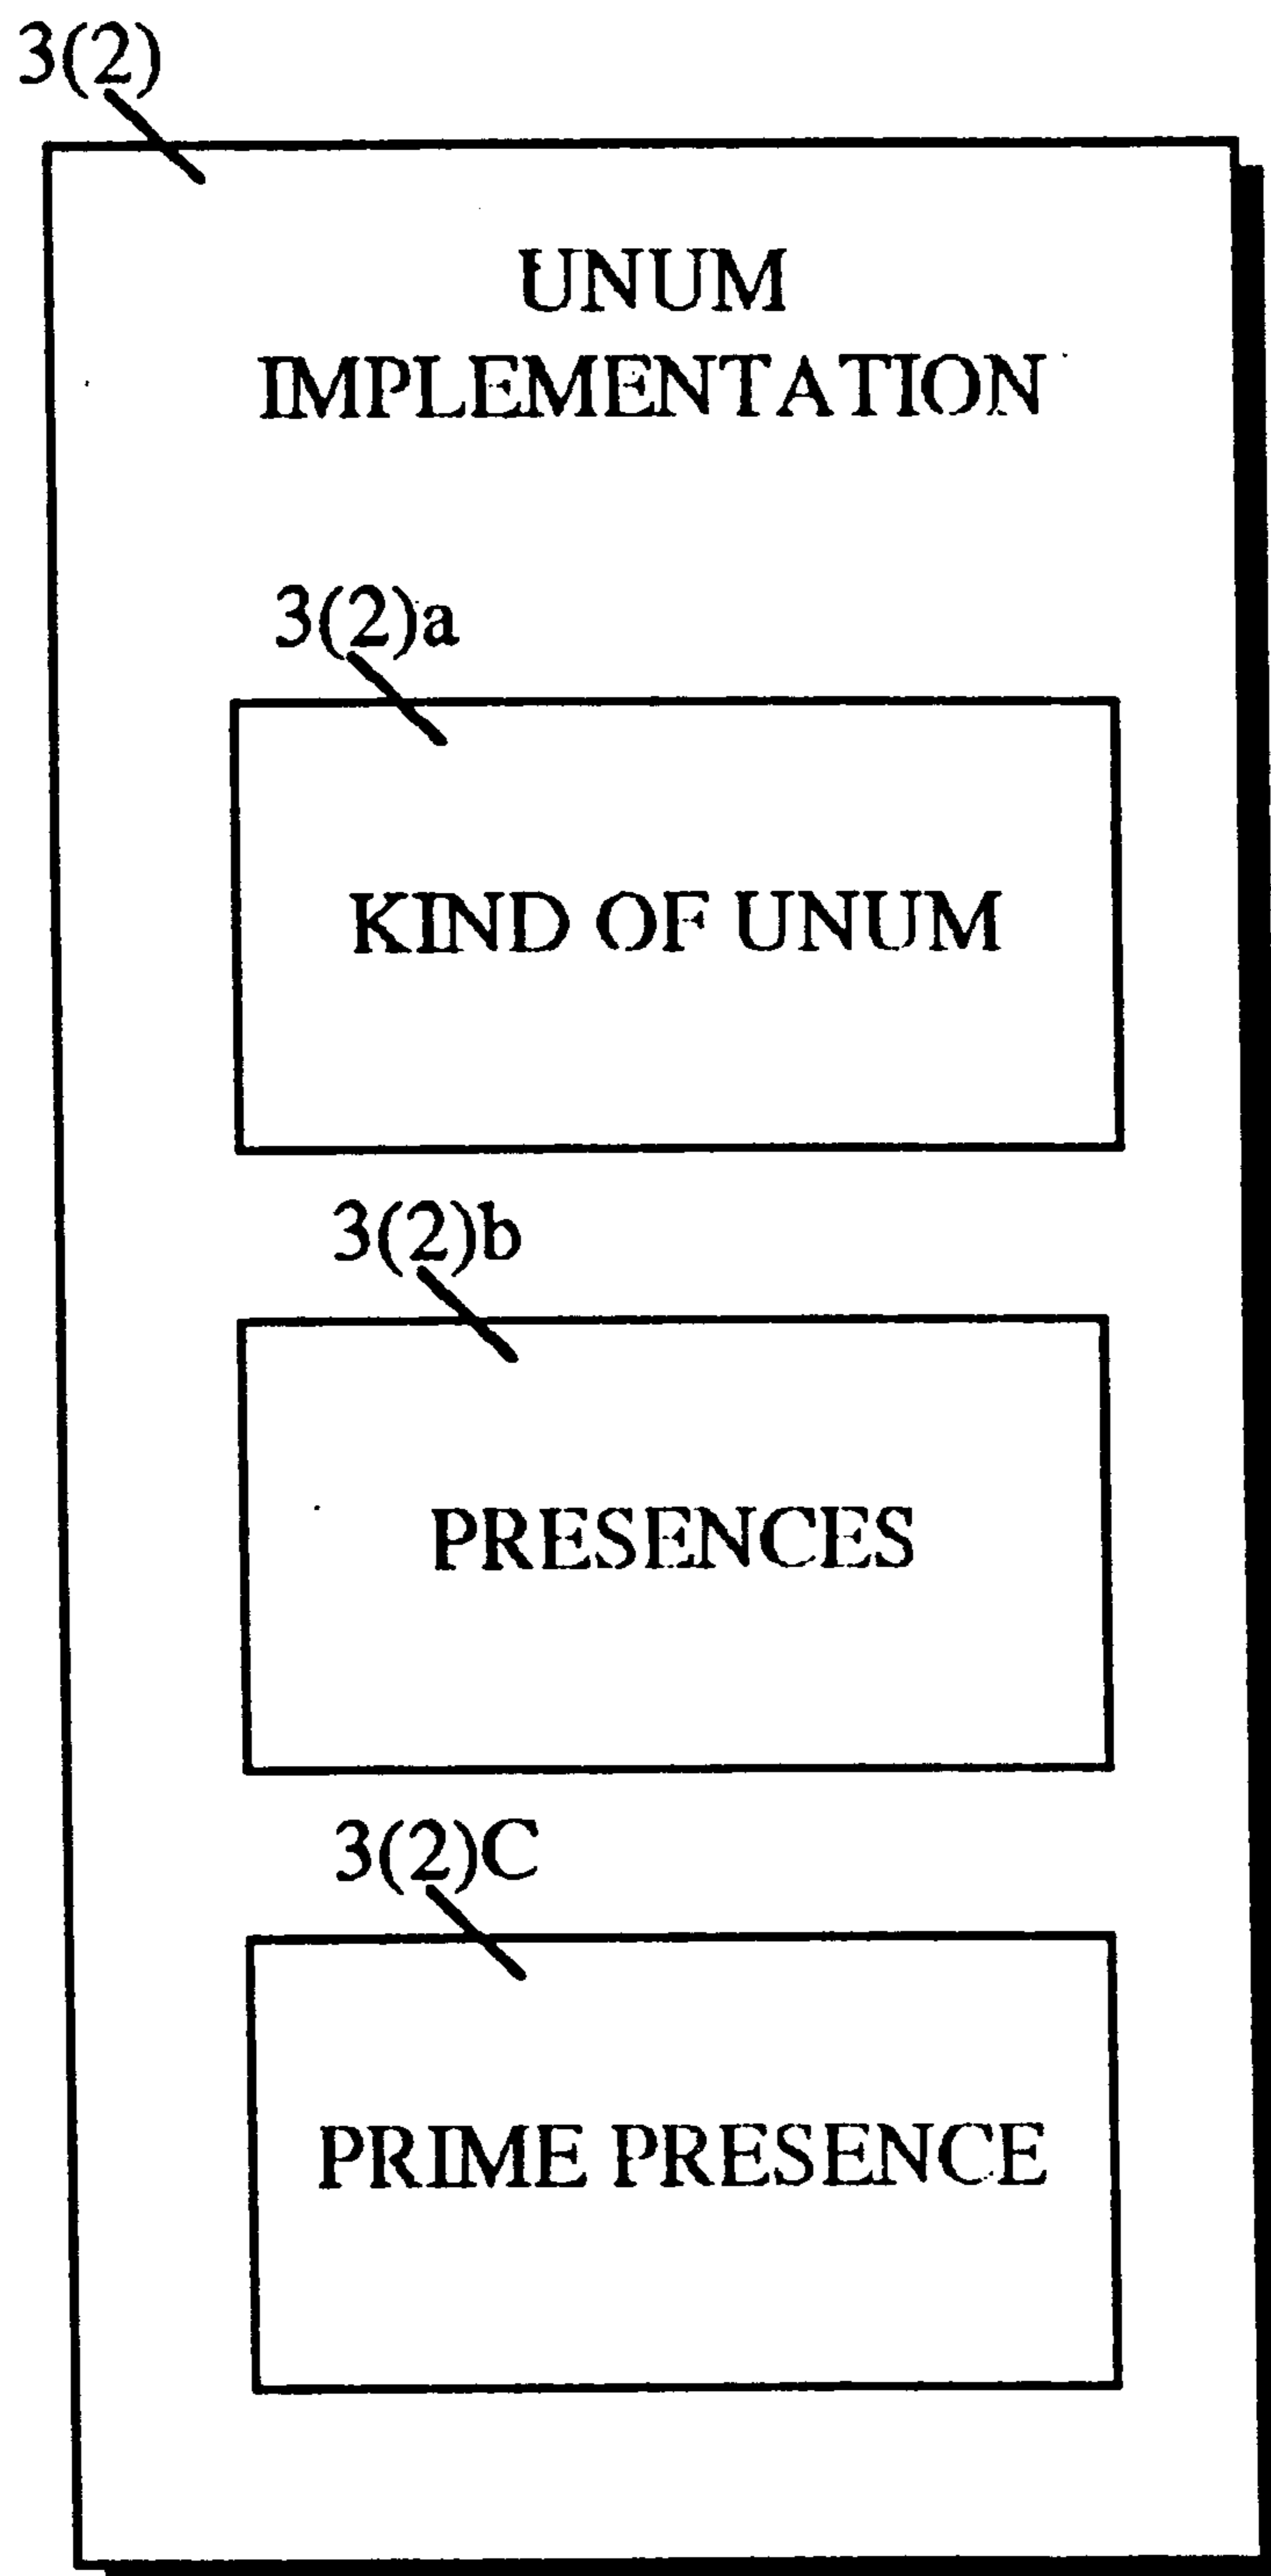 3(2)
UNUM
IMPLEMENTATION
3(2)a
KIND OF UNUM
3(2)b
PRESENCES
3(2)C
PRIME PRESENCE